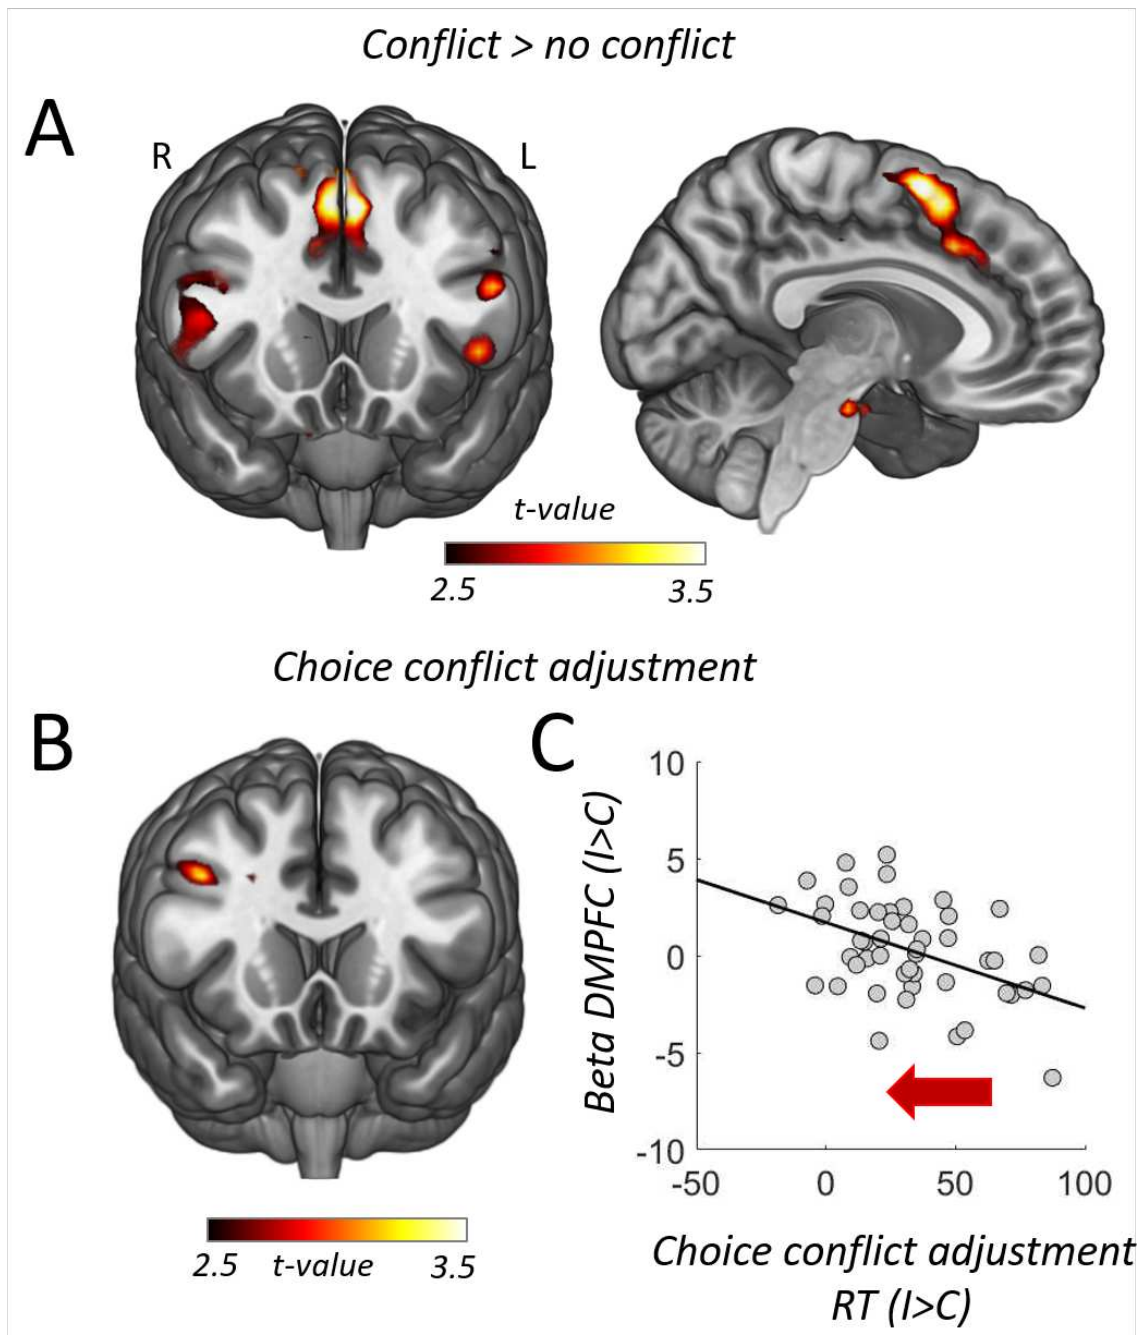 Conflict > no conflict
A
R
L
t-value
2.5
3.5
Choice conflict adjustment
B
2.5 t-value 3.5
C
Beta DMPFC (I>C)
10
5
0
-5
-10
-50 0 50 100
Choice conflict adjustment
RT (I>C)